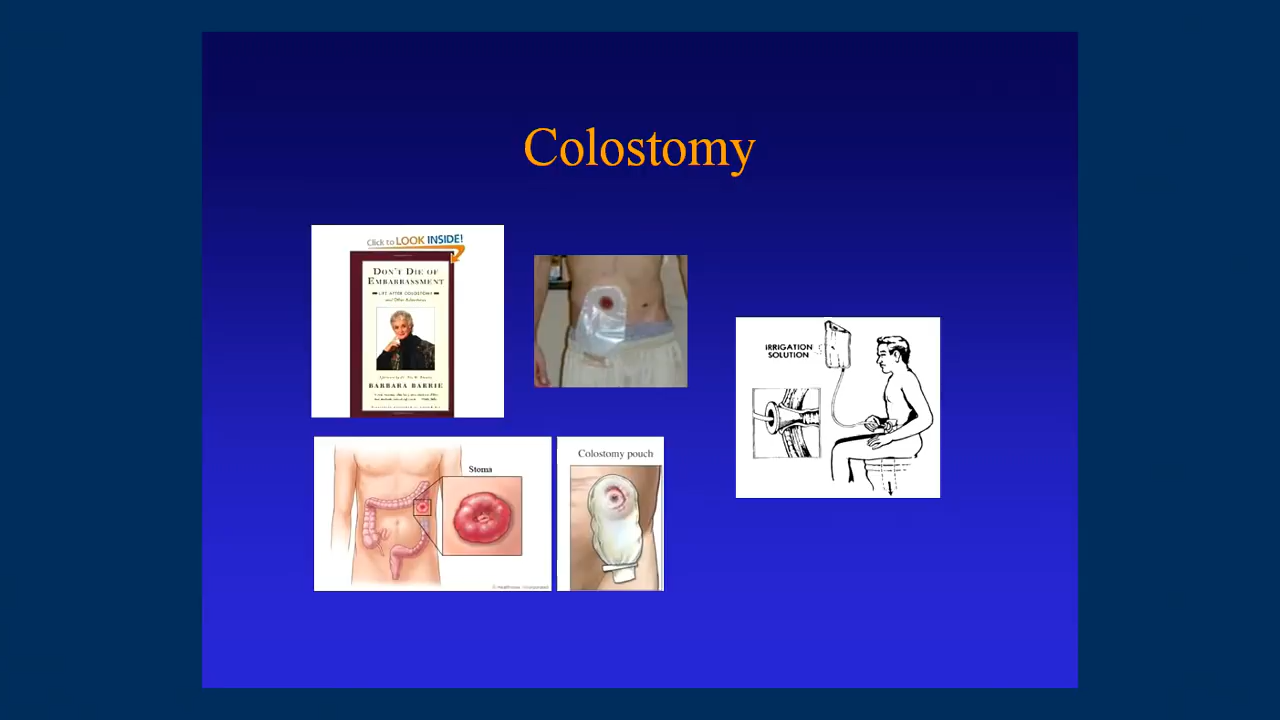 Colostomy
Click to LOOK INSIDE!
DON'T DIE OF
EMBARRASSMENT
LIFE AFTER COLOSTOMY
and Other Adventures
BARBARA BARRIE
IRRIGATION
SOLUTION
Stoma
Colostomy pouch